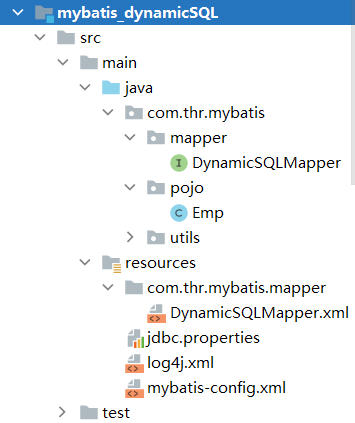 mybatis_dynamicSQL
src
main
java
com.thr.mybatis
mapper
DynamicSQLMapper
pojo
Emp
utils
resources
com.thr.mybatis.mapper
DynamicSQLMapper.xml
jdbc.properties
log4j.xml
mybatis-config.xml
test